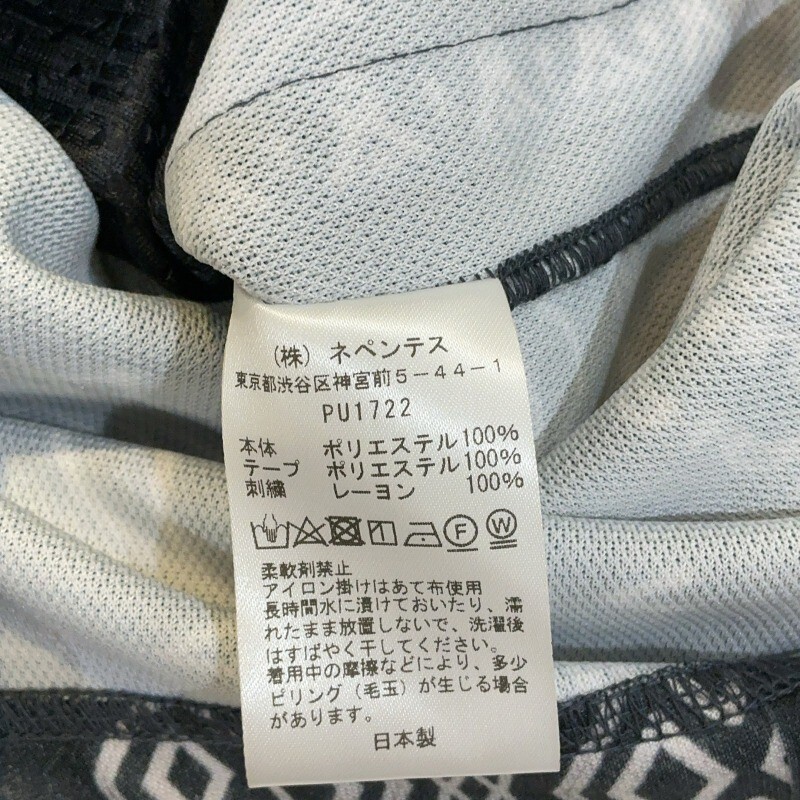 (株) ネペンテス
東京都渋谷区神宮前5-44-1
PU1722
本体 ポリエステル100%
テープ ポリエステル100%
刺繍 レーヨン 100%
F W
柔軟剤禁止
アイロン掛けはあて布使用
長時間水に漬けておいたり、濡
れたまま放置しないで、洗濯後
はすばやく干してください。
着用中の摩擦などにより、多少
ピリング(毛玉)が生じる場合
があります。
日本製